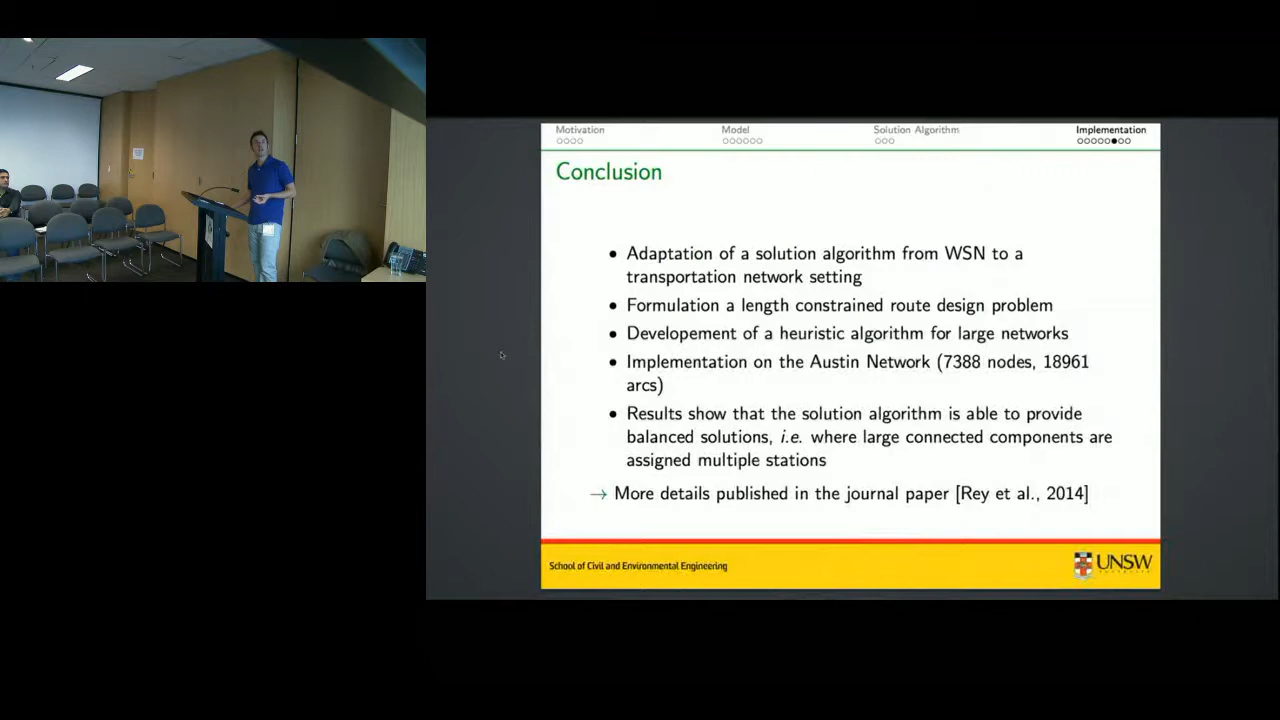 Motivation
Model
Solution Algorithm
Implementation
Conclusion
• Adaptation of a solution algorithm from WSN to a
transportation network setting
• Formulation a length constrained route design problem
• Developement of a heuristic algorithm for large networks
• Implementation on the Austin Network (7388 nodes, 18961
arcs)
• Results show that the solution algorithm is able to provide
balanced solutions, i.e. where large connected components are
assigned multiple stations
→ More details published in the journal paper [Rey et al., 2014]
School of Civil and Environmental Engineering
UNSW